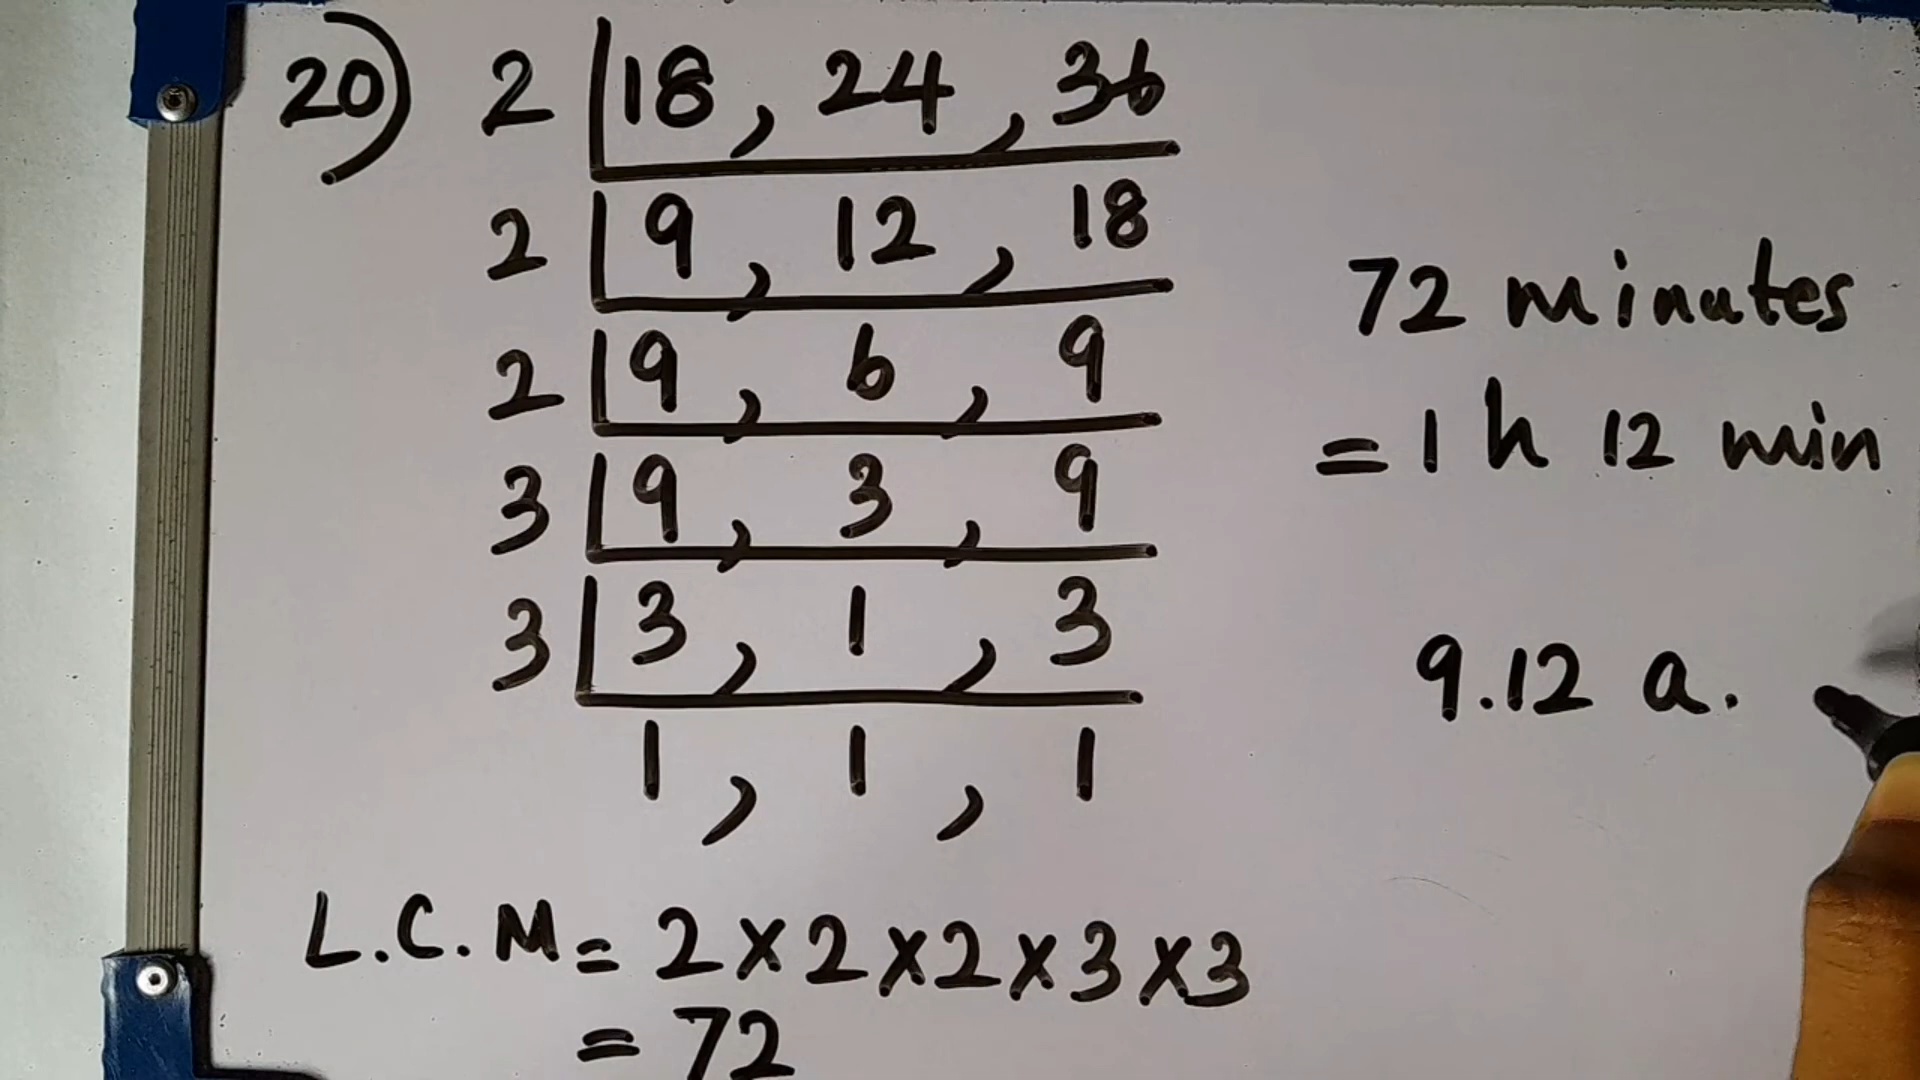 20) 2 | 18, 24, 36
2 | 9, 12, 18
2 | 9, 6, 9
3 | 9, 3, 9
3 | 3, 1, 3
1, 1, 1
L.C.M = 2 × 2 × 2 × 3 × 3
= 72
72 minutes
= 1 h 12 min
9.12 a.